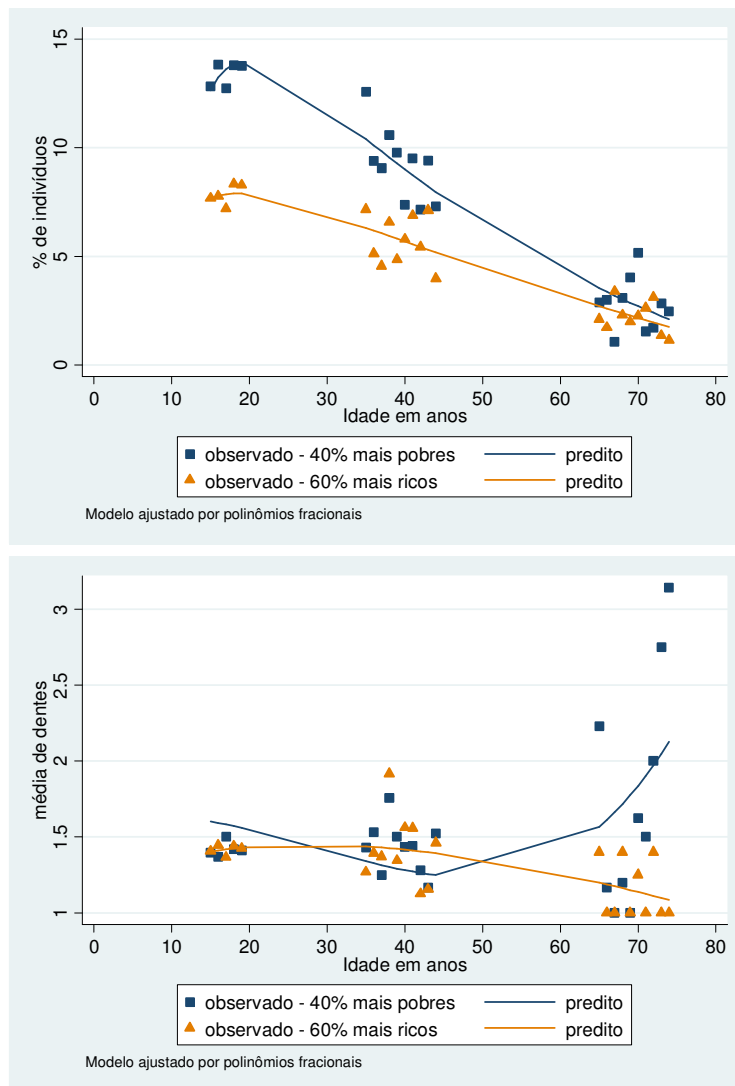 15
10
5
0
% de indivíduos
0 10 20 30 40 50 60 70 80
Idade em anos
observado - 40% mais pobres predito
observado - 60% mais ricos predito
Modelo ajustado por polinômios fracionais
3
2.5
2
1.5
1
média de dentes
0 10 20 30 40 50 60 70 80
Idade em anos
observado - 40% mais pobres predito
observado - 60% mais ricos predito
Modelo ajustado por polinômios fracionais